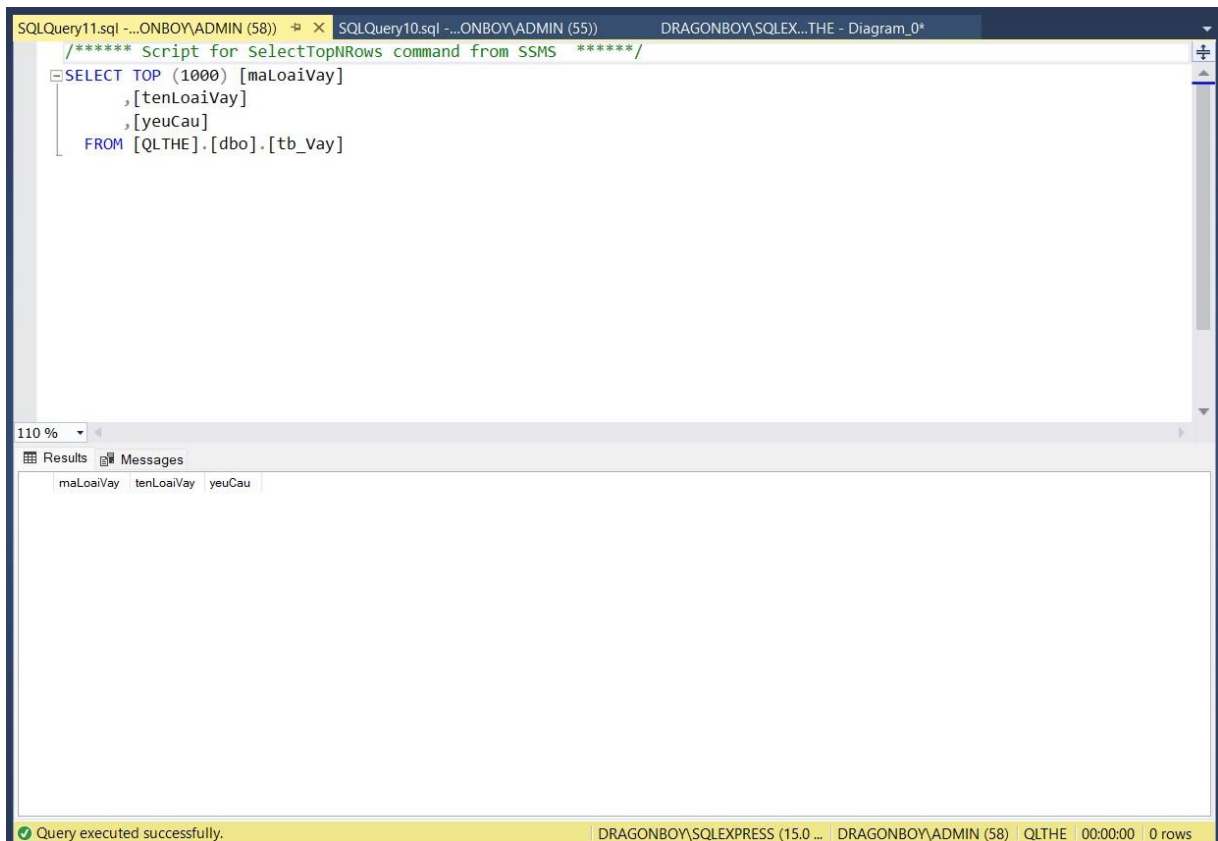 SQLQuery11.sql -...ONBOY\ADMIN (58)) SQLQuery10.sql -...ONBOY\ADMIN (55)) DRAGONBOY\SQLEX...THE - Diagram_0*
/****** Script for SelectTopNRows command from SSMS ******/
SELECT TOP (1000) [maLoaiVay]
,[tenLoaiVay]
,[yeuCau]
FROM [QLTHE].[dbo].[tb_Vay]
110 %
Results Messages
maLoaiVay tenLoaiVay yeuCau
Query executed successfully. DRAGONBOY\SQLEXPRESS (15.0 ... DRAGONBOY\ADMIN (58) QLTHE 00:00:00 0 rows